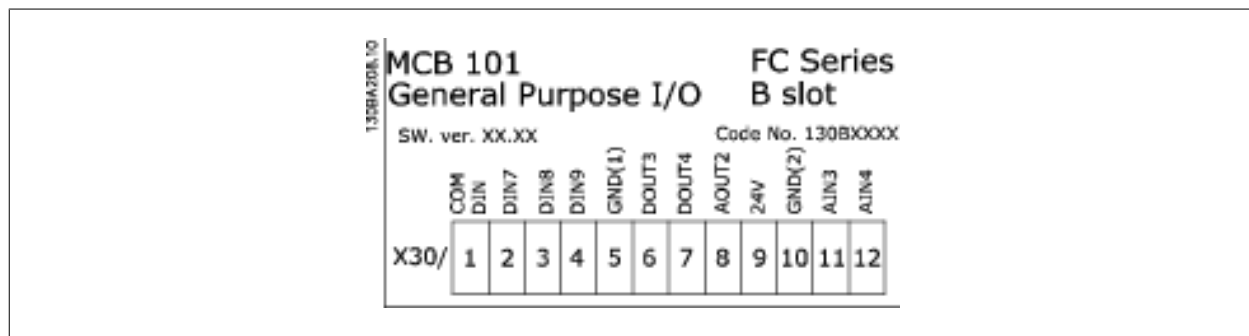 130BA208.10
MCB 101 FC Series
General Purpose I/O B slot
SW. ver. XX.XX Code No. 130BXXXX
COM DIN DIN7 DIN8 DIN9 GND(1) DOUT3 DOUT4 AOUT2 24V GND(2) AIN3 AIN4
X30/ 1 2 3 4 5 6 7 8 9 10 11 12